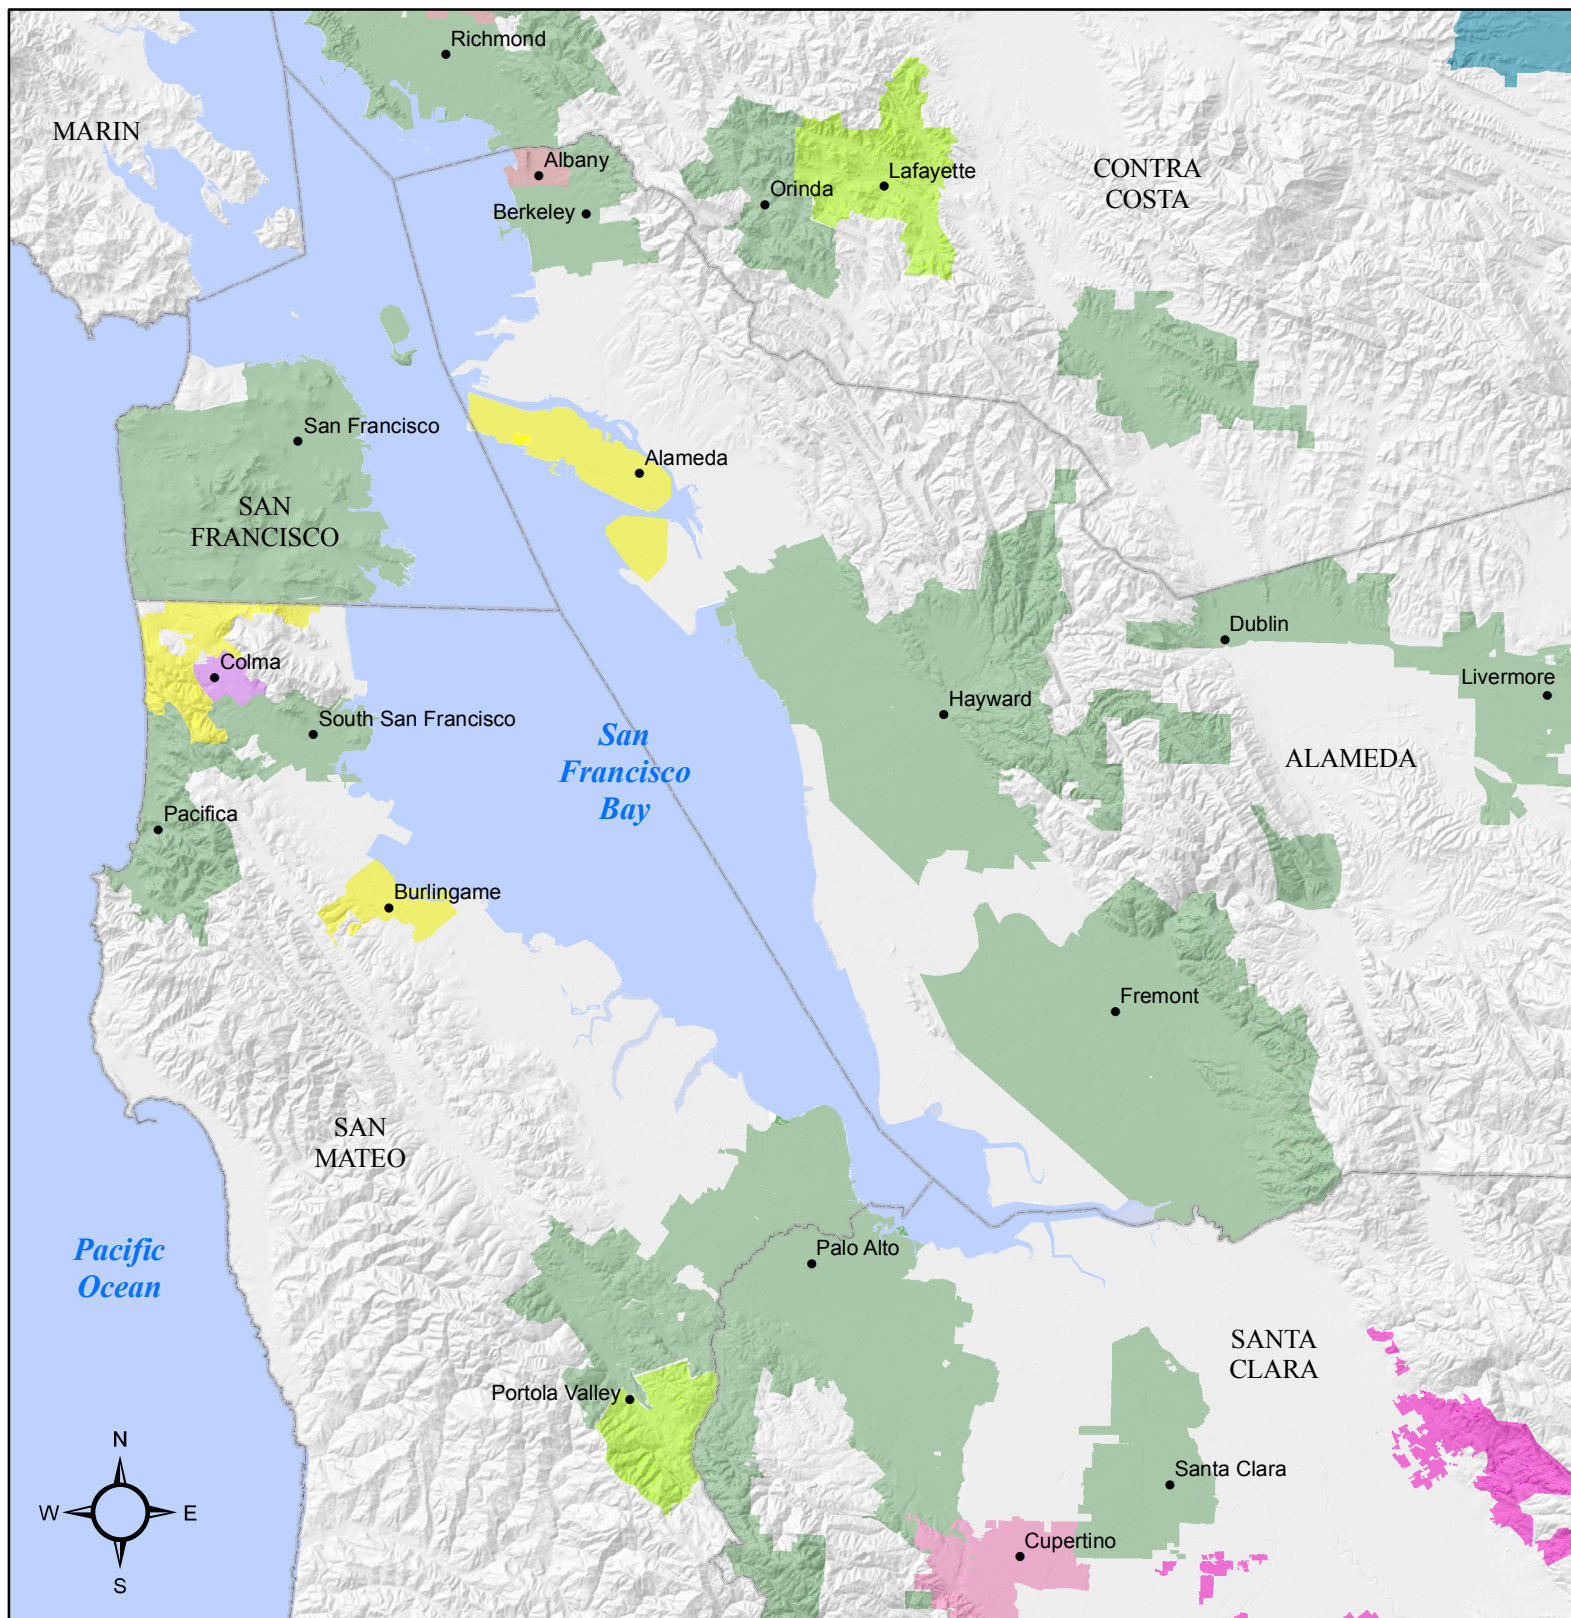 Richmond
MARIN
Albany
Lafayette
CONTRA
COSTA
Orinda
Berkeley
San Francisco
Alameda
SAN
FRANCISCO
Dublin
Colma
Livermore
Hayward
South San Francisco
San
Francisco
Bay
ALAMEDA
Pacifica
Burlingame
Fremont
SAN
MATEO
Pacific
Ocean
Palo Alto
SANTA
CLARA
Portola Valley
N
W
E
S
Santa Clara
Cupertino